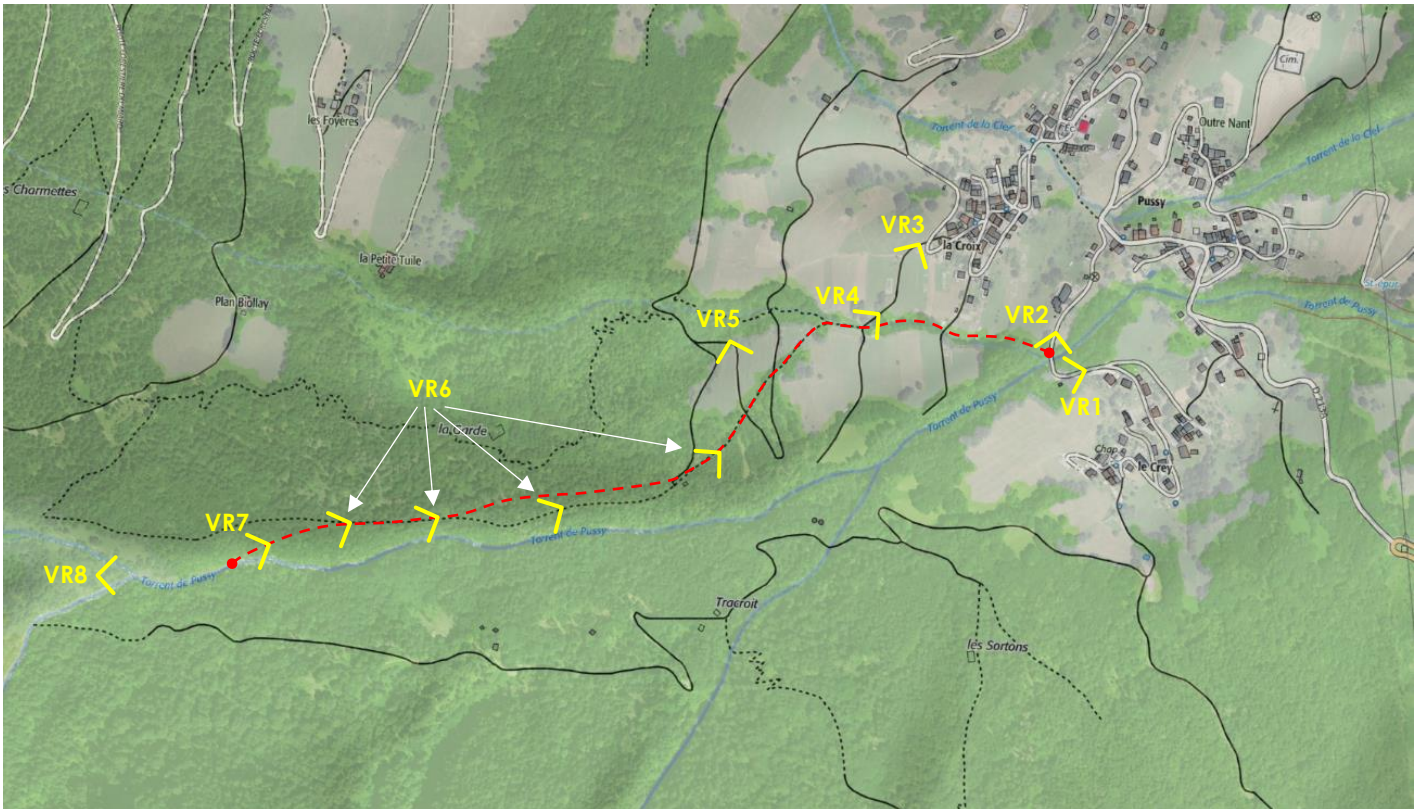 Cim.
les Foyères
Torrent de la Clef
Outre Nant
Torrent de la Clef
s Charmettes
Pussy
VR3
la Croix
la Petite Tuile
Plan Biollay
VR4
VR5
VR2
Torrent de Pussy
VR1
VR6
la Garde
Torrent de Pussy
Chap.
le Crey
VR7
Torrent de Pussy
VR8
Torrent de Pussy
Tracroit
les Sortons